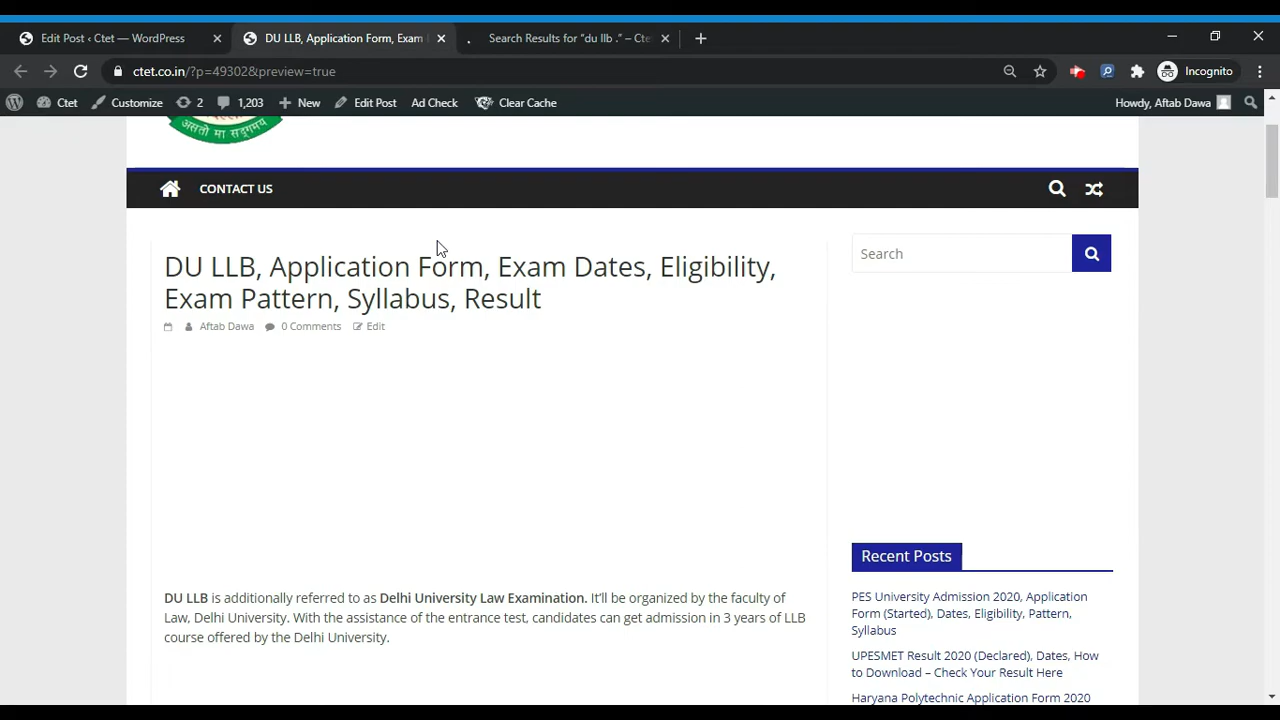 Edit Post ‹ Ctet — WordPress
DU LLB, Application Form, Exam
Search Results for “du llb .” – Cte
ctet.co.in/?p=49302&preview=true
Incognito
Ctet
Customize
2
1,203
New
Edit Post
Ad Check
Clear Cache
Howdy, Aftab Dawa
असतो मा सद्गमय
CONTACT US
DU LLB, Application Form, Exam Dates, Eligibility,
Exam Pattern, Syllabus, Result
Aftab Dawa 0 Comments Edit
DU LLB is additionally referred to as Delhi University Law Examination. It’ll be organized by the faculty of
Law, Delhi University. With the assistance of the entrance test, candidates can get admission in 3 years of LLB
course offered by the Delhi University.
Search
Recent Posts
PES University Admission 2020, Application
Form (Started), Dates, Eligibility, Pattern,
Syllabus
UPESMET Result 2020 (Declared), Dates, How
to Download – Check Your Result Here
Haryana Polytechnic Application Form 2020